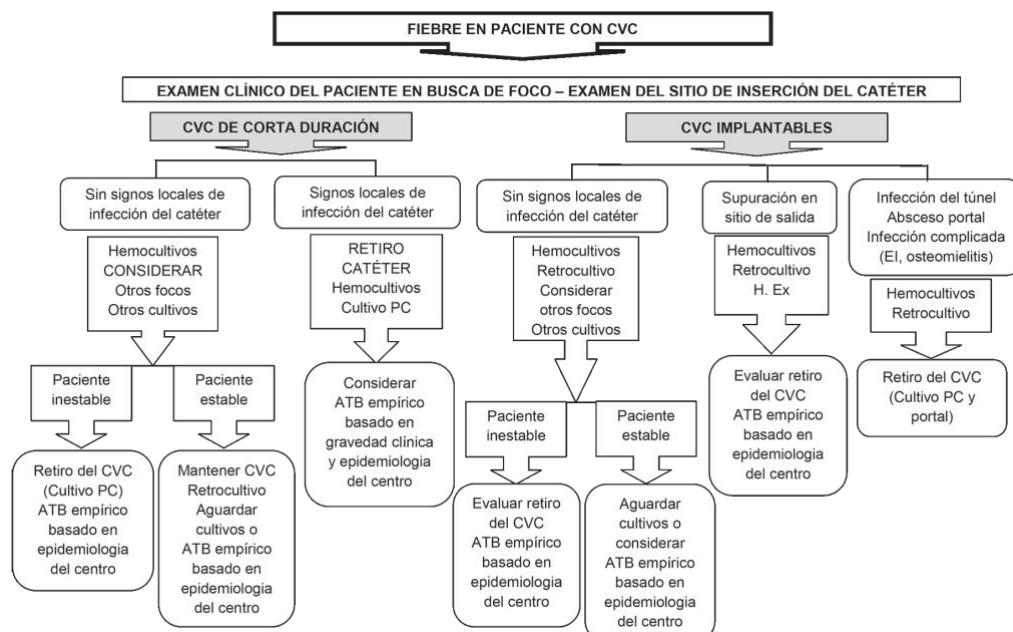 FIEBRE EN PACIENTE CON CVC
EXAMEN CLÍNICO DEL PACIENTE EN BUSCA DE FOCO – EXAMEN DEL SITIO DE INSERCIÓN DEL CATÉTER
CVC DE CORTA DURACIÓN
Sin signos locales de
infección del catéter
Hemocultivos
CONSIDERAR
Otros focos
Otros cultivos
Paciente
inestable
Retiro del CVC
(Cultivo PC)
ATB empírico
basado en
epidemiologia
del centro
Paciente
estable
Mantener CVC
Retrocultivo
Aguardar
cultivos o
ATB empírico
basado en
epidemiologia
del centro
Signos locales de
infección del catéter
RETIRO
CATÉTER
Hemocultivos
Cultivo PC
Considerar
ATB empírico
basado en
gravedad clínica
y epidemiologia
del centro
CVC IMPLANTABLES
Sin signos locales de
infección del catéter
Hemocultivos
Retrocultivo
Considerar
otros focos
Otros cultivos
Paciente
inestable
Evaluar retiro
del CVC
ATB empírico
basado en
epidemiologia
del centro
Paciente
estable
Aguardar
cultivos o
considerar
ATB empírico
basado en
epidemiologia
del centro
Supuración en
sitio de salida
Hemocultivos
Retrocultivo
H. Ex
Evaluar retiro
del CVC
ATB empírico
basado en
epidemiologia
del centro
Infección del túnel
Absceso portal
Infección complicada
(EI, osteomielitis)
Hemocultivos
Retrocultivo
Retiro del CVC
(Cultivo PC y
portal)